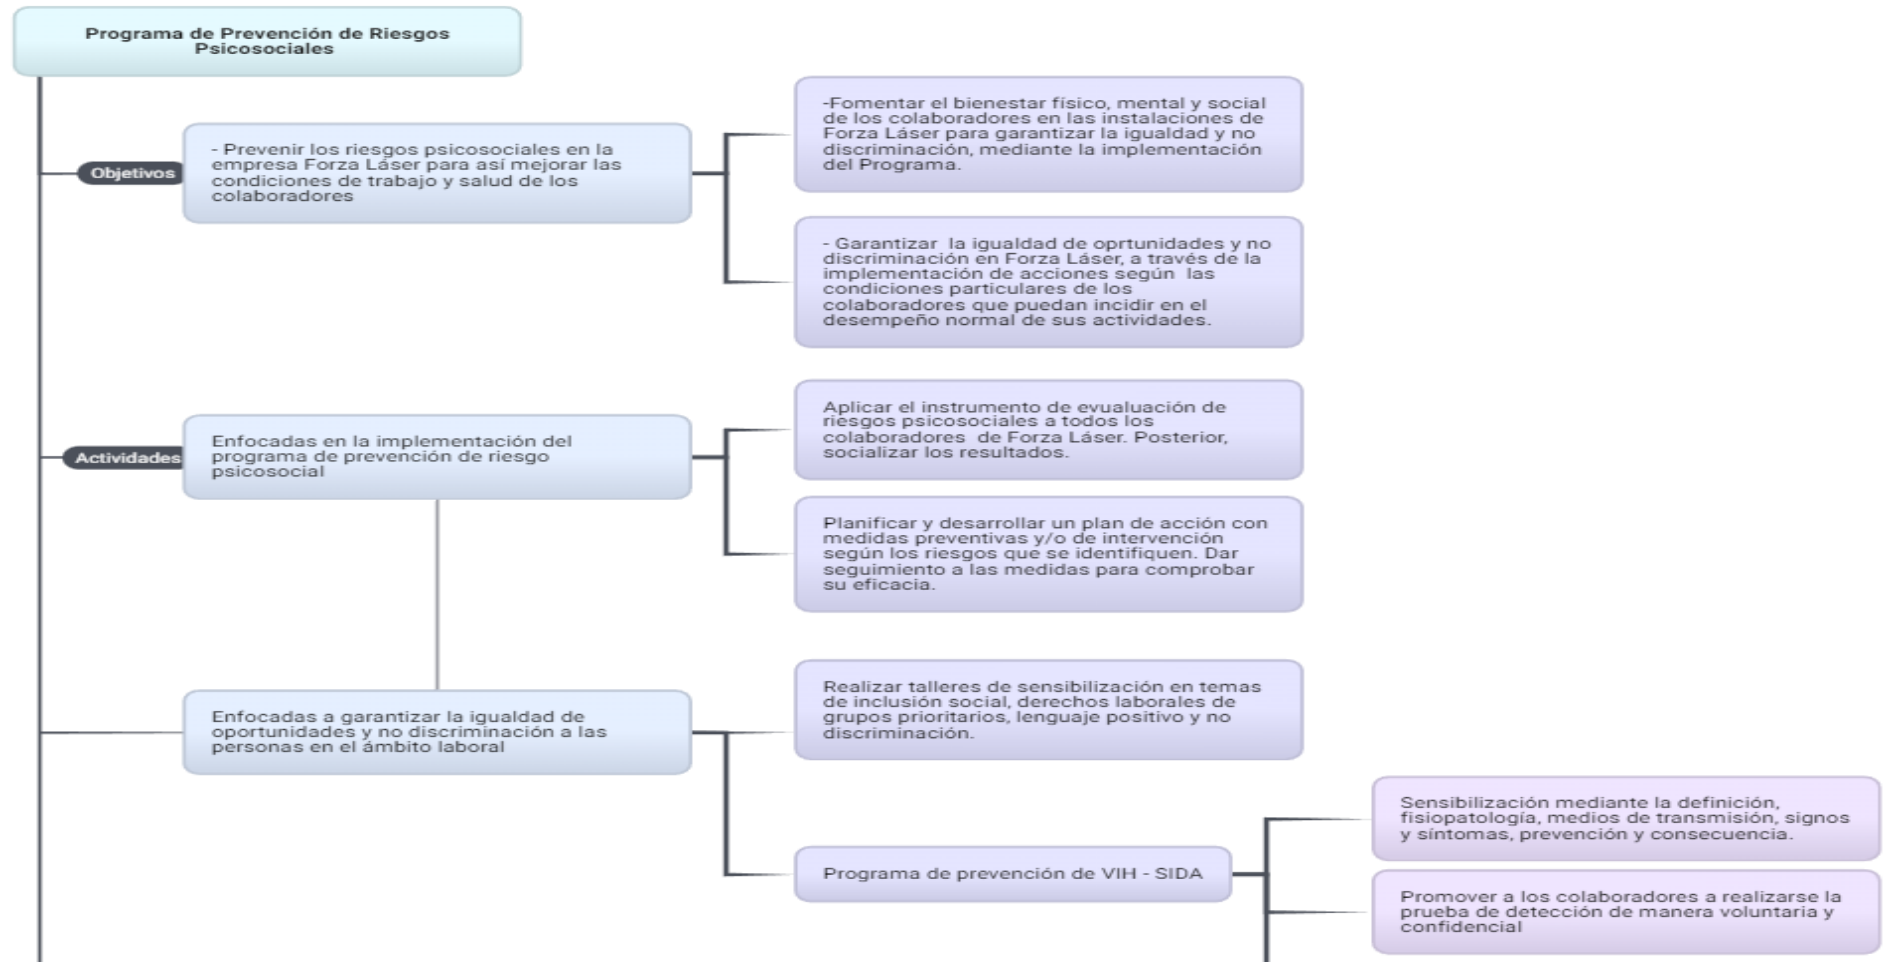 Programa de Prevención de Riesgos
Psicosociales
Objetivos
- Prevenir los riesgos psicosociales en la
empresa Forza Láser para así mejorar las
condiciones de trabajo y salud de los
colaboradores
-Fomentar el bienestar físico, mental y social
de los colaboradores en las instalaciones de
Forza Láser para garantizar la igualdad y no
discriminación, mediante la implementación
del Programa.
- Garantizar  la igualdad de oprtunidades y no
discriminación en Forza Láser, a través de la
implementación de acciones según  las
condiciones particulares de los
colaboradores que puedan incidir en el
desempeño normal de sus actividades.
Actividades
Enfocadas en la implementación del
programa de prevención de riesgo
psicosocial
Aplicar el instrumento de evualuación de
riesgos psicosociales a todos los
colaboradores  de Forza Láser. Posterior,
socializar los resultados.
Planificar y desarrollar un plan de acción con
medidas preventivas y/o de intervención
según los riesgos que se identifiquen. Dar
seguimiento a las medidas para comprobar
su eficacia.
Enfocadas a garantizar la igualdad de
oportunidades y no discriminación a las
personas en el ámbito laboral
Realizar talleres de sensibilización en temas
de inclusión social, derechos laborales de
grupos prioritarios, lenguaje positivo y no
discriminación.
Programa de prevención de VIH - SIDA
Sensibilización mediante la definición,
fisiopatología, medios de transmisión, signos
y síntomas, prevención y consecuencia.
Promover a los colaboradores a realizarse la
prueba de detección de manera voluntaria y
confidencial